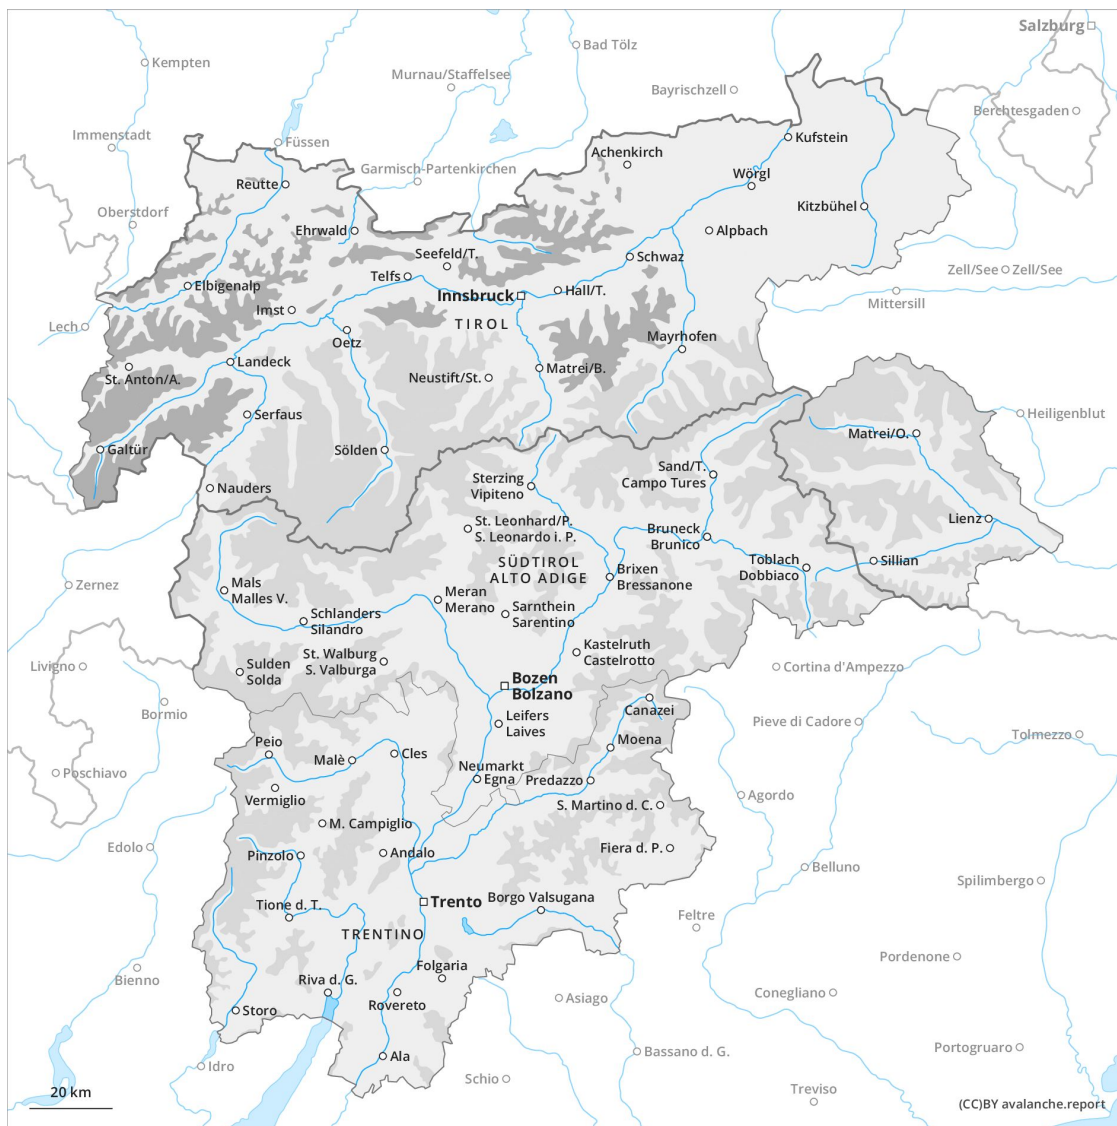 Salzburg
Bad Tölz
Kempten
Murnau/Staffelsee
Bayrischzell
Berchtesgaden
Immenstadt
Füssen
Kufstein
Achenkirch
Garmisch-Partenkirchen
Wörgl
Reutte
Kitzbühel
Oberstdorf
Ehrwald
Alpbach
Seefeld/T.
Schwaz
Zell/See
Zell/See
Telfs
Elbigenalp
Hall/T.
Innsbruck
Mittersill
Imst
TIROL
Lech
Oetz
Mayrhofen
Landeck
Matrei/B.
St. Anton/A.
Neustift/St.
Serfaus
Heiligenblut
Matrei/O.
Galtür
Sölden
Sterzing
Vipiteno
Sand/T.
Campo Tures
Nauders
Lienz
St. Leonhard/P.
S. Leonardo i. P.
Bruneck
Brunico
SÜDTIROL
ALTO ADIGE
Toblach
Dobbiaco
Sillian
Brixen
Bressanone
Zernez
Mals
Malles V.
Meran
Merano
Schlanders
Silandro
Sarnthein
Sarentino
Kastelruth
Castelrotto
St. Walburg
S. Valburga
Livigno
Sulden
Solda
Cortina d'Ampezzo
Bozen
Bolzano
Bormio
Canazei
Leifers
Laives
Pieve di Cadore
Tolmezzo
Peio
Moena
Cles
Malè
Neumarkt
Egna
Poschiavo
Predazzo
Vermiglio
Agordo
S. Martino d. C.
M. Campiglio
Edolo
Fiera d. P.
Pinzolo
Andalo
Belluno
Spilimbergo
Trento
Borgo Valsugana
Tione d. T.
Feltre
TRENTINO
Pordenone
Bienno
Folgaria
Riva d. G.
Rovereto
Conegliano
Asiago
Storo
Portogruaro
Bassano d. G.
Ala
Idro
Schio
Treviso
20 km
(CC)BY avalanche.report